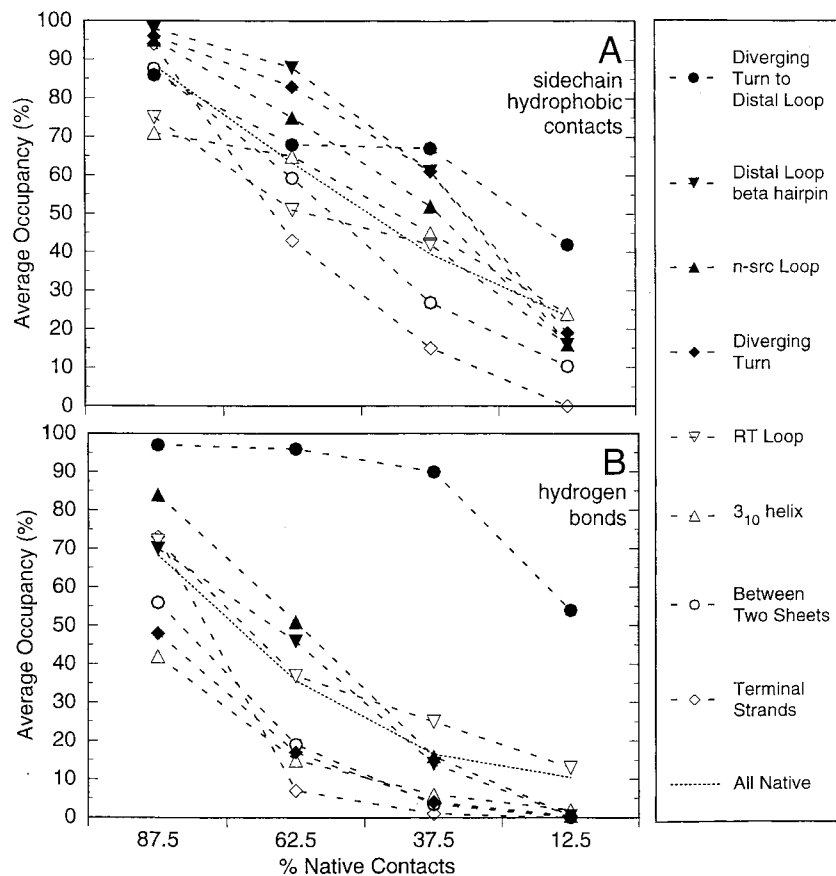 100
90
80
70
60
50
40
30
20
10
0
Average Occupancy (%)
A
sidechain
hydrophobic
contacts
100
90
80
70
60
50
40
30
20
10
0
Average Occupancy (%)
B
hydrogen
bonds
87.5 62.5 37.5 12.5
% Native Contacts
Diverging
Turn to
Distal Loop
Distal Loop
beta hairpin
n-src Loop
Diverging
Turn
RT Loop
3₁₀ helix
Between
Two Sheets
Terminal
Strands
All Native